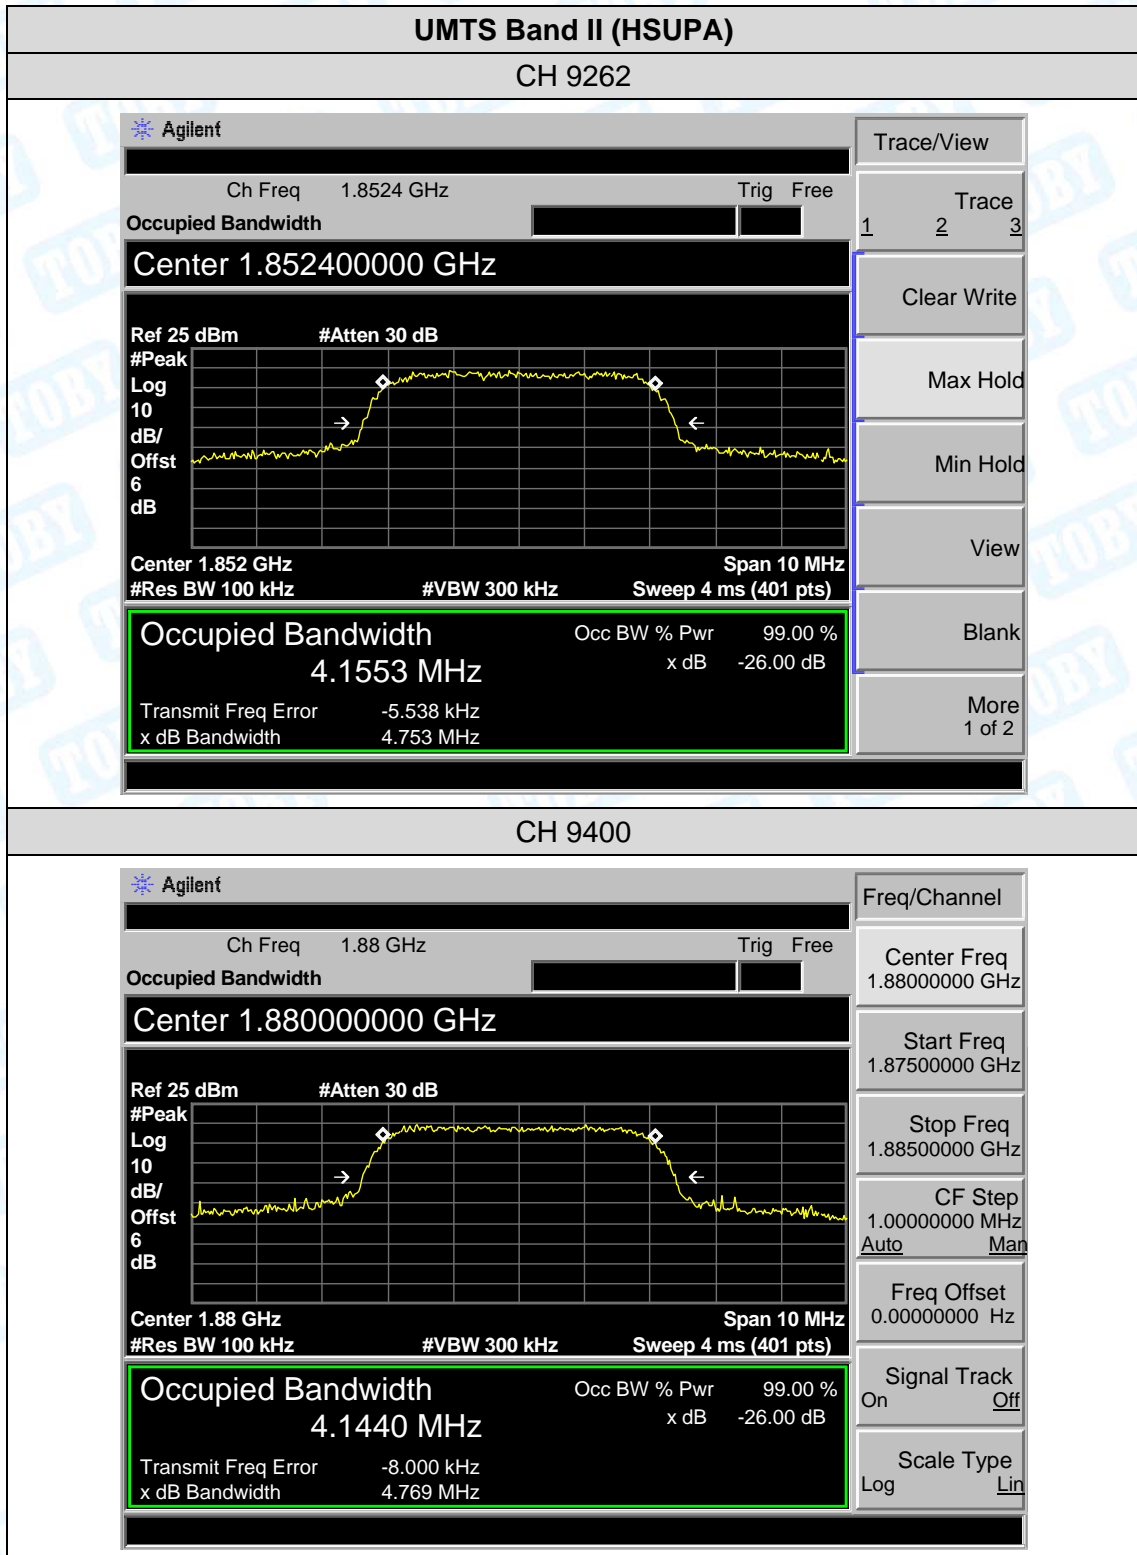 UMTS Band II (HSUPA)
CH 9262
Agilent
Trace/View
Ch Freq 1.8524 GHz Trig Free
Occupied Bandwidth
Center 1.852400000 GHz
Ref 25 dBm #Atten 30 dB
#Peak
Log
10
dB/
Offst
6
dB
Center 1.852 GHz Span 10 MHz
#Res BW 100 kHz #VBW 300 kHz Sweep 4 ms (401 pts)
Occupied Bandwidth Occ BW % Pwr 99.00 %
4.1553 MHz x dB -26.00 dB
Transmit Freq Error -5.538 kHz
x dB Bandwidth 4.753 MHz
Trace
1 2 3
Clear Write
Max Hold
Min Hold
View
Blank
More
1 of 2
CH 9400
Agilent
Freq/Channel
Ch Freq 1.88 GHz Trig Free
Occupied Bandwidth
Center 1.880000000 GHz
Ref 25 dBm #Atten 30 dB
#Peak
Log
10
dB/
Offst
6
dB
Center 1.88 GHz Span 10 MHz
#Res BW 100 kHz #VBW 300 kHz Sweep 4 ms (401 pts)
Occupied Bandwidth Occ BW % Pwr 99.00 %
4.1440 MHz x dB -26.00 dB
Transmit Freq Error -8.000 kHz
x dB Bandwidth 4.769 MHz
Center Freq
1.88000000 GHz
Start Freq
1.87500000 GHz
Stop Freq
1.88500000 GHz
CF Step
1.00000000 MHz
Auto Man
Freq Offset
0.00000000 Hz
Signal Track
On Off
Scale Type
Log Lin
TOBY